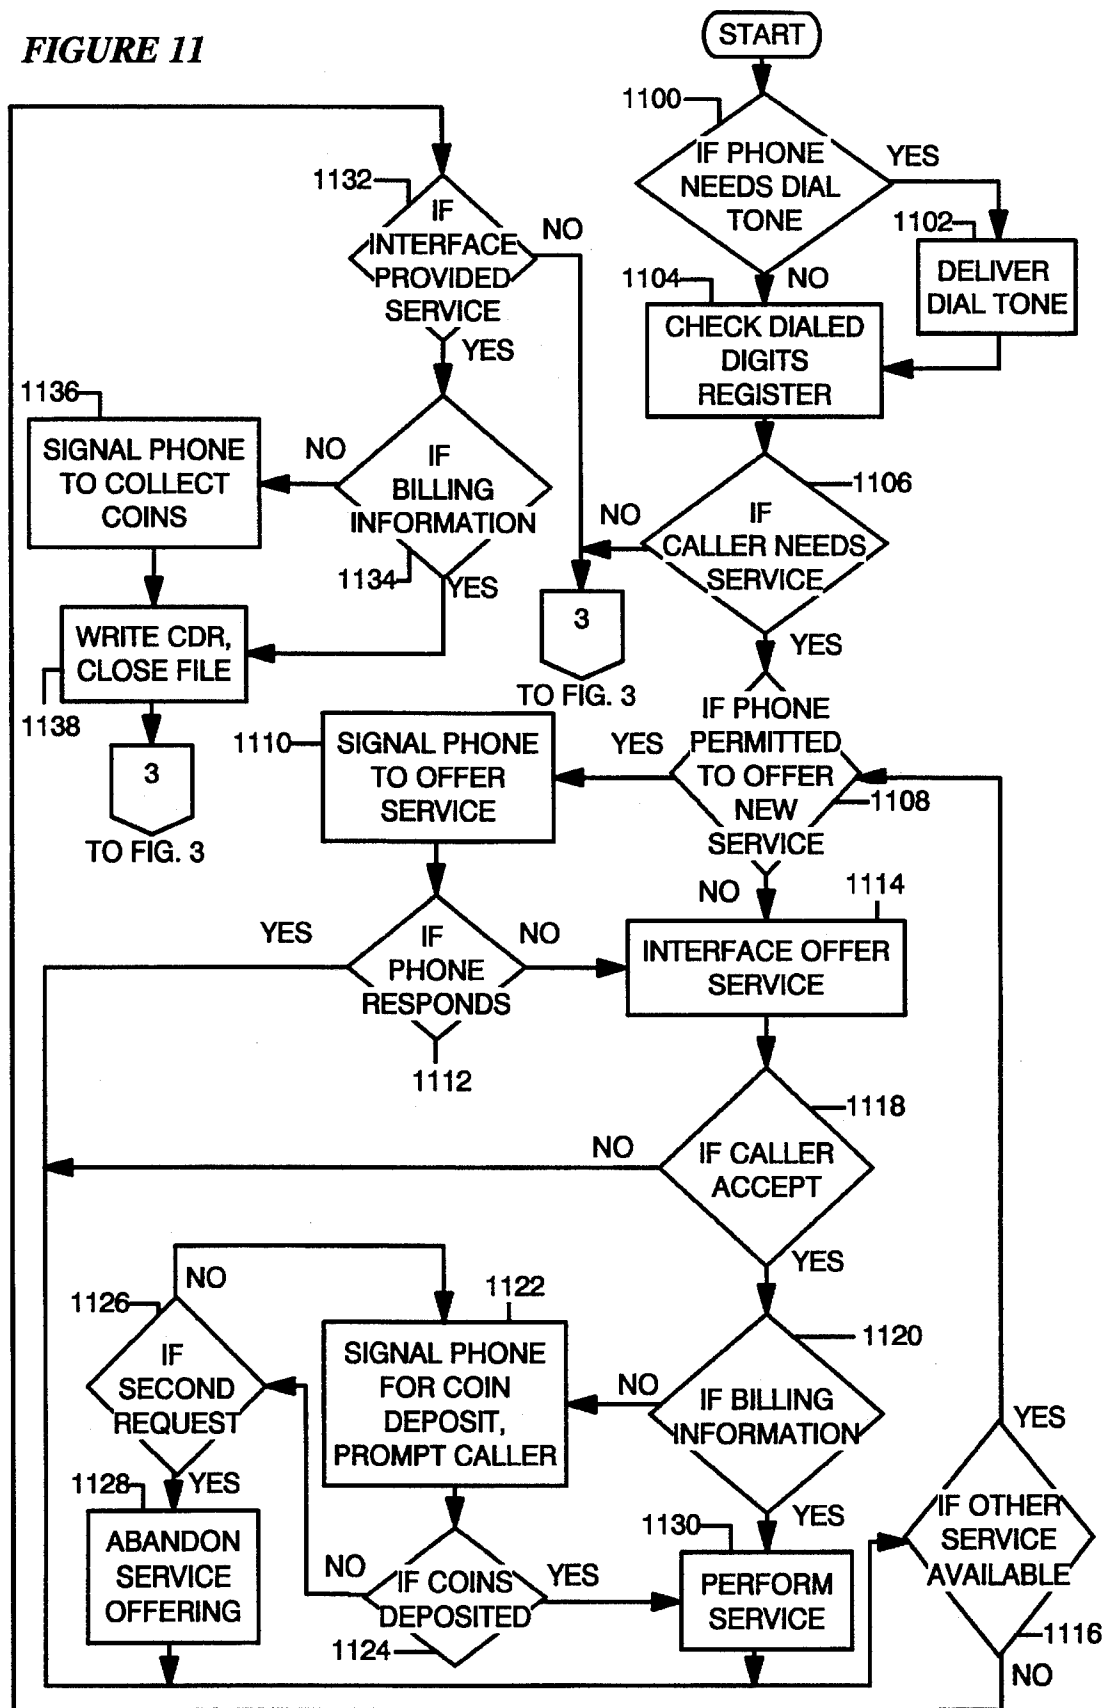 FIGURE 11
START
1100
IF PHONE
NEEDS DIAL
TONE
YES
NO
1102
DELIVER
DIAL TONE
1104
CHECK DIALED
DIGITS
REGISTER
1106
IF
CALLER NEEDS
SERVICE
NO
YES
3
TO FIG. 3
1132
IF
INTERFACE
PROVIDED
SERVICE
NO
YES
IF
BILLING
INFORMATION
1134
NO
YES
1136
SIGNAL PHONE
TO COLLECT
COINS
WRITE CDR,
CLOSE FILE
1138
3
TO FIG. 3
IF PHONE
PERMITTED
TO OFFER
NEW
SERVICE
1108
YES
NO
1110
SIGNAL PHONE
TO OFFER
SERVICE
IF
PHONE
RESPONDS
1112
YES
NO
1114
INTERFACE OFFER
SERVICE
1118
IF CALLER
ACCEPT
NO
YES
1120
IF BILLING
INFORMATION
NO
YES
1122
SIGNAL PHONE
FOR COIN
DEPOSIT,
PROMPT CALLER
IF COINS
DEPOSITED
1124
NO
YES
1126
IF
SECOND
REQUEST
NO
YES
1128
ABANDON
SERVICE
OFFERING
1130
PERFORM
SERVICE
IF OTHER
SERVICE
AVAILABLE
1116
YES
NO